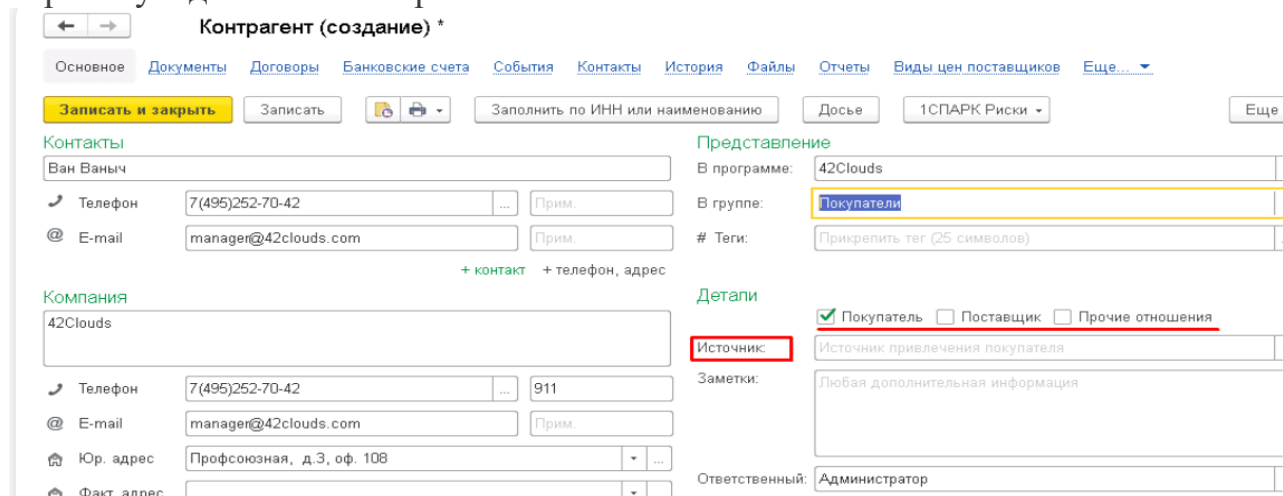 Контрагент (создание) *
Основное Документы Договоры Банковские счета События Контакты История Файлы Отчеты Виды цен поставщиков Еще...
Записать и закрыть Записать Заполнить по ИНН или наименованию Досье 1СПАРК Риски Еще
Контакты
Ван Ваныч
Телефон 7(495)252-70-42 ... Прим.
@ E-mail manager@42clouds.com Прим.
+ контакт + телефон, адрес
Компания
42Clouds
Телефон 7(495)252-70-42 ... 911
@ E-mail manager@42clouds.com Прим.
Юр. адрес Профсоюзная, д.3, оф. 108 ...
Факт. адрес
Представление
В программе: 42Clouds
В группе: Покупатели
# Теги: Прикрепить тег (25 символов)
Детали
Покупатель Поставщик Прочие отношения
Источник: Источник привлечения покупателя
Заметки: Любая дополнительная информация
Ответственный: Администратор